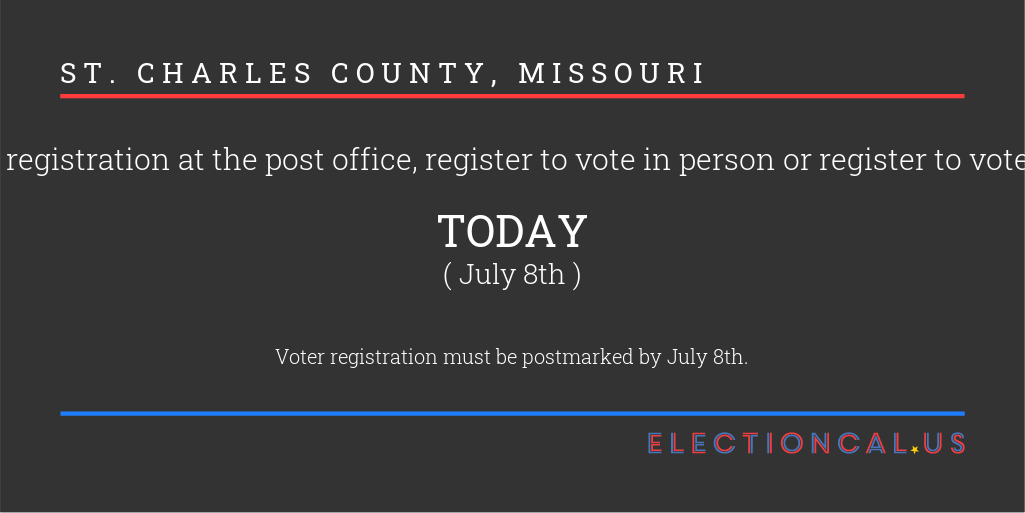 ST. CHARLES COUNTY, MISSOURI
registration at the post office, register to vote in person or register to vote
TODAY
( July 8th )
Voter registration must be postmarked by July 8th.
ELECTIONCAL.US